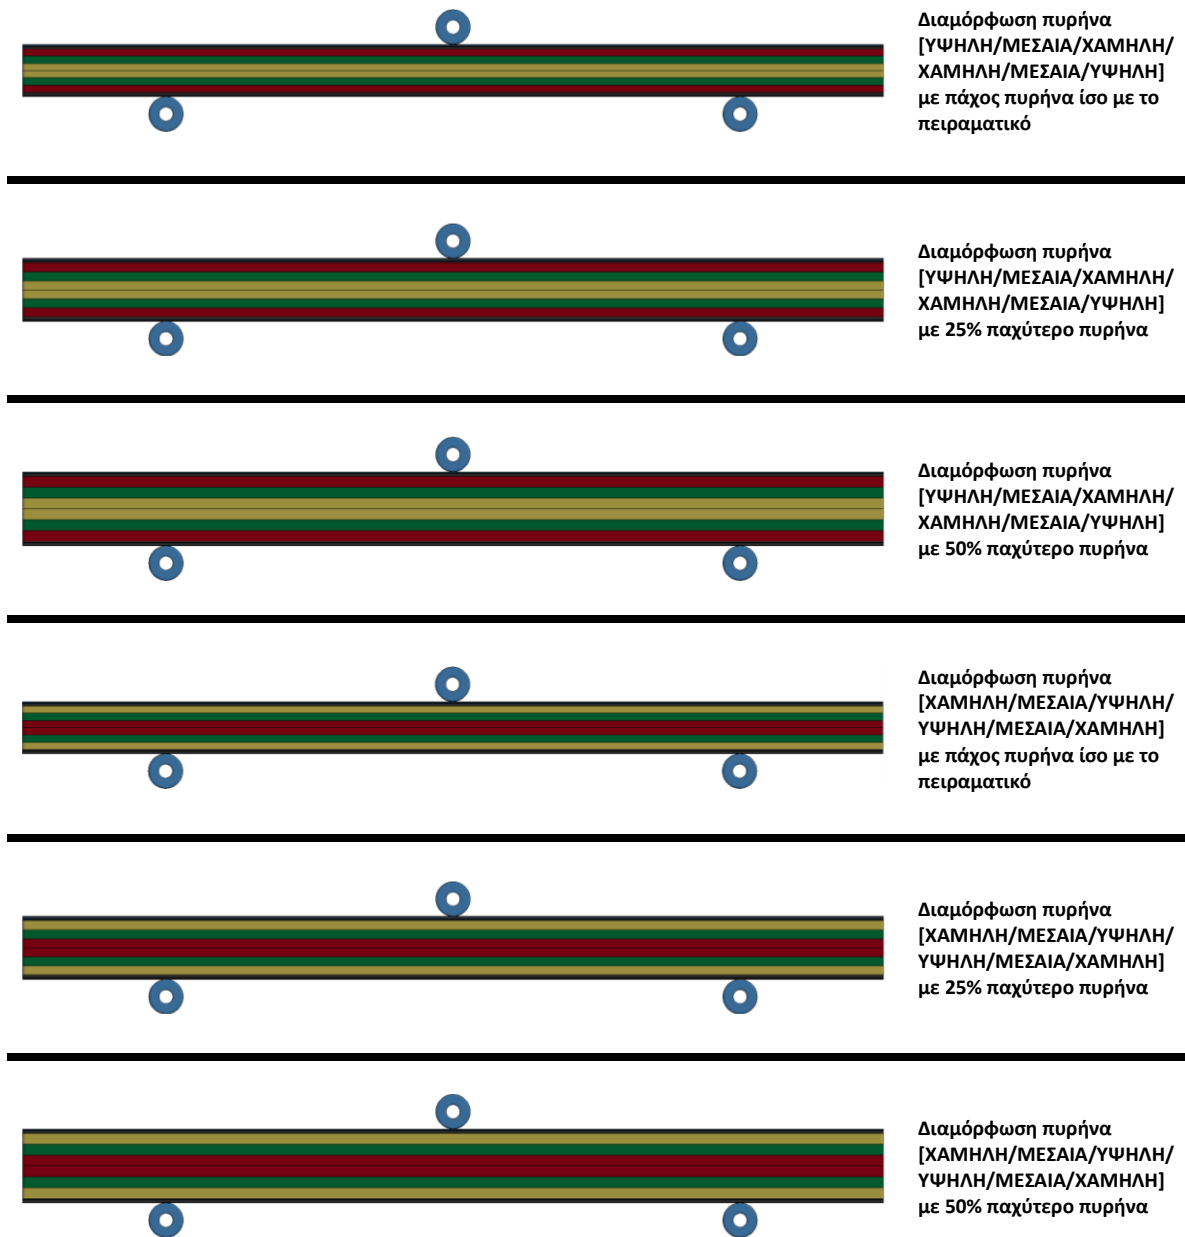 Διαμόρφωση πυρήνα
[ΥΨΗΛΗ/ΜΕΣΑΙΑ/ΧΑΜΗΛΗ/
ΧΑΜΗΛΗ/ΜΕΣΑΙΑ/ΥΨΗΛΗ]
με πάχος πυρήνα ίσο με το
πειραματικό
Διαμόρφωση πυρήνα
[ΥΨΗΛΗ/ΜΕΣΑΙΑ/ΧΑΜΗΛΗ/
ΧΑΜΗΛΗ/ΜΕΣΑΙΑ/ΥΨΗΛΗ]
με 25% παχύτερο πυρήνα
Διαμόρφωση πυρήνα
[ΥΨΗΛΗ/ΜΕΣΑΙΑ/ΧΑΜΗΛΗ/
ΧΑΜΗΛΗ/ΜΕΣΑΙΑ/ΥΨΗΛΗ]
με 50% παχύτερο πυρήνα
Διαμόρφωση πυρήνα
[ΧΑΜΗΛΗ/ΜΕΣΑΙΑ/ΥΨΗΛΗ/
ΥΨΗΛΗ/ΜΕΣΑΙΑ/ΧΑΜΗΛΗ]
με πάχος πυρήνα ίσο με το
πειραματικό
Διαμόρφωση πυρήνα
[ΧΑΜΗΛΗ/ΜΕΣΑΙΑ/ΥΨΗΛΗ/
ΥΨΗΛΗ/ΜΕΣΑΙΑ/ΧΑΜΗΛΗ]
με 25% παχύτερο πυρήνα
Διαμόρφωση πυρήνα
[ΧΑΜΗΛΗ/ΜΕΣΑΙΑ/ΥΨΗΛΗ/
ΥΨΗΛΗ/ΜΕΣΑΙΑ/ΧΑΜΗΛΗ]
με 50% παχύτερο πυρήνα